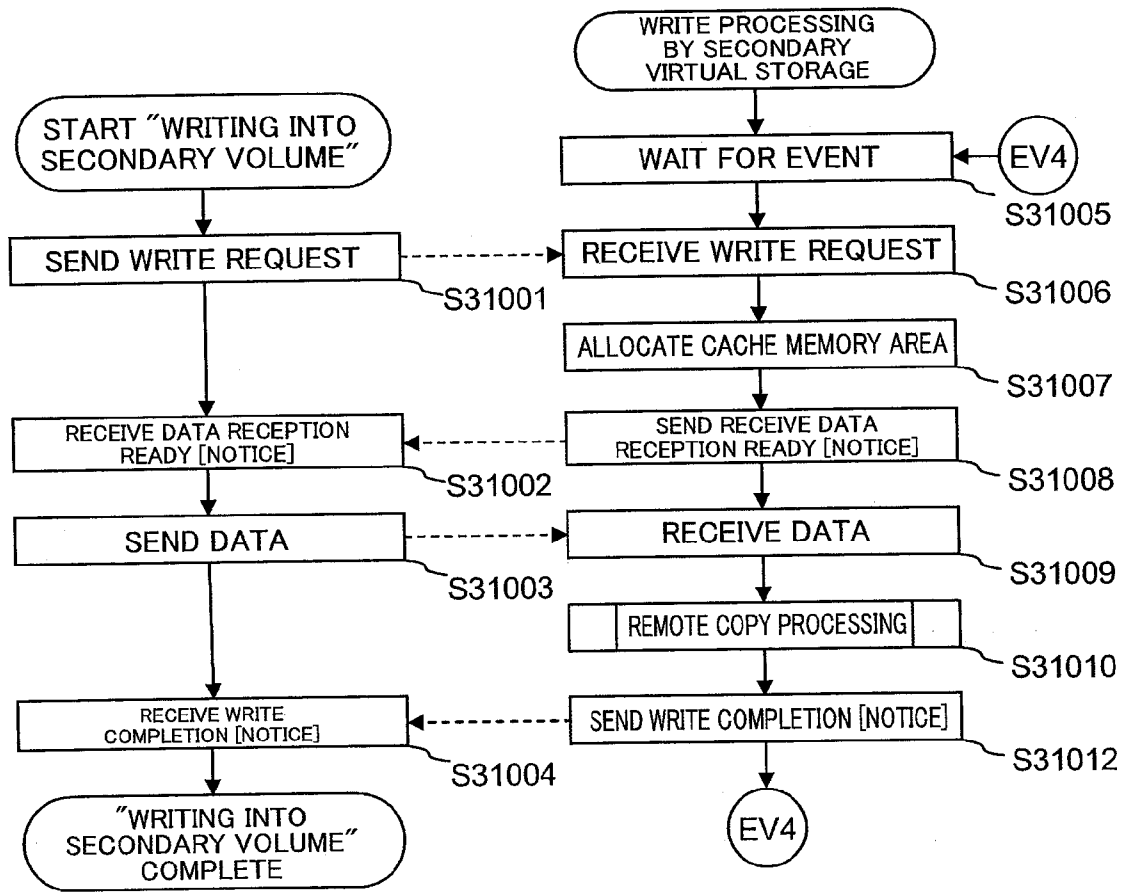 START "WRITING INTO
SECONDARY VOLUME"
SEND WRITE REQUEST
S31001
RECEIVE DATA RECEPTION
READY [NOTICE]
S31002
SEND DATA
S31003
RECEIVE WRITE
COMPLETION [NOTICE]
S31004
"WRITING INTO
SECONDARY VOLUME"
COMPLETE
WRITE PROCESSING
BY SECONDARY
VIRTUAL STORAGE
WAIT FOR EVENT
EV4
S31005
RECEIVE WRITE REQUEST
S31006
ALLOCATE CACHE MEMORY AREA
S31007
SEND RECEIVE DATA
RECEPTION READY [NOTICE]
S31008
RECEIVE DATA
S31009
REMOTE COPY PROCESSING
S31010
SEND WRITE COMPLETION [NOTICE]
S31012
EV4